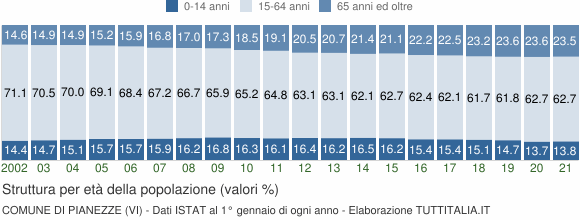 0-14 anni 15-64 anni 65 anni ed oltre
14.6 14.9 14.9 15.2 15.9 16.8 17.0 17.3 18.5 19.1 20.5 20.7 21.4 21.1 22.2 22.5 23.2 23.6 23.6 23.5
71.1 70.5 70.0 69.1 68.4 67.2 66.7 65.9 65.2 64.8 63.1 63.1 62.1 62.7 62.4 62.1 61.7 61.8 62.7 62.7
14.4 14.7 15.1 15.7 15.7 15.9 16.2 16.8 16.3 16.1 16.4 16.2 16.5 16.2 15.4 15.4 15.1 14.7 13.7 13.8
2002 03 04 05 06 07 08 09 10 11 12 13 14 15 16 17 18 19 20 21
Struttura per età della popolazione (valori %)
COMUNE DI PIANEZZE (VI) - Dati ISTAT al 1° gennaio di ogni anno - Elaborazione TUTTITALIA.IT